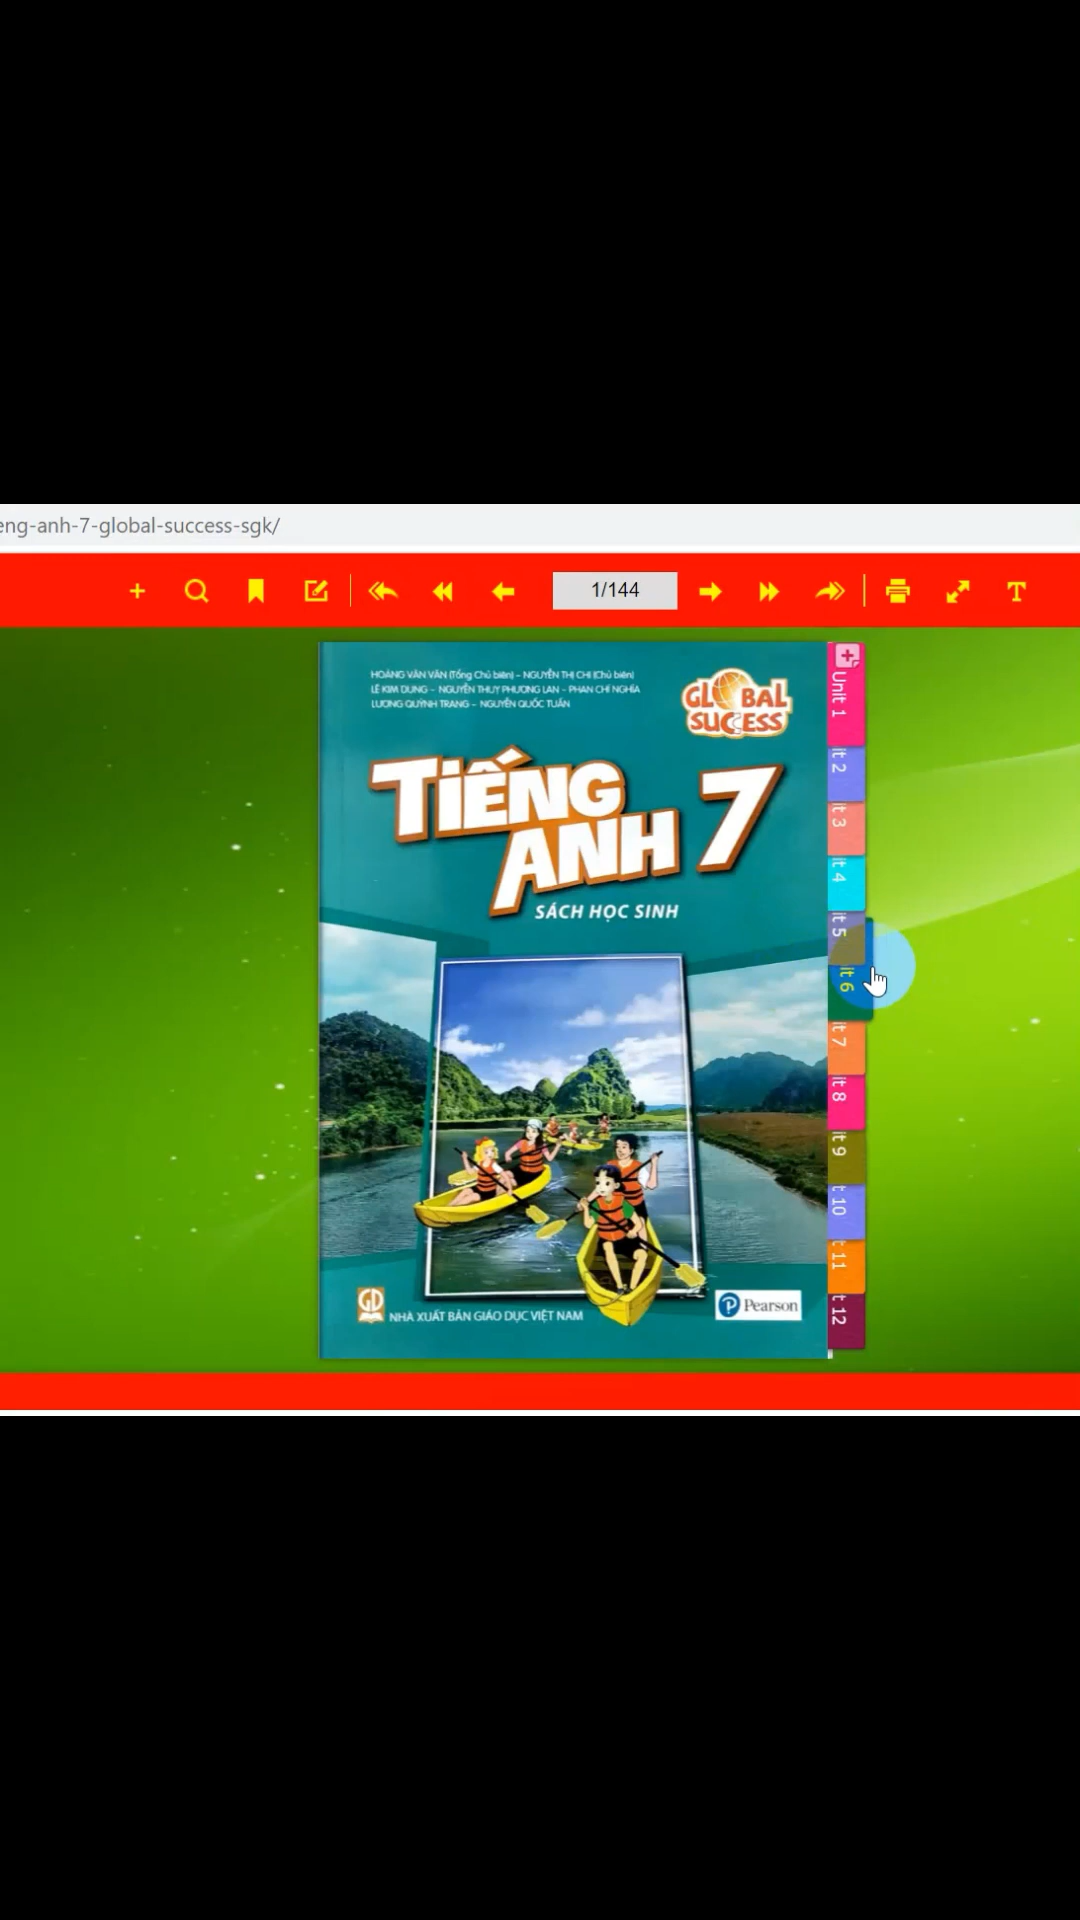 eng-anh-7-global-success-sgk/
1/144
HOÀNG VĂN VÂN (Tổng Chủ biên) – NGUYỄN THỊ CHI (Chủ biên)
LÊ KIM DUNG – NGUYỄN THUỴ PHƯƠNG LAN – PHAN CHÍ NGHĨA
LƯƠNG QUỲNH TRANG – NGUYỄN QUỐC TUẤN
GLOBAL
SUCCESS
TIẾNG
ANH 7
SÁCH HỌC SINH
GD
NHÀ XUẤT BẢN GIÁO DỤC VIỆT NAM
Pearson
Unit 1
it 2
it 3
it 4
it 5
it 6
it 7
it 8
it 9
t 10
t 11
t 12